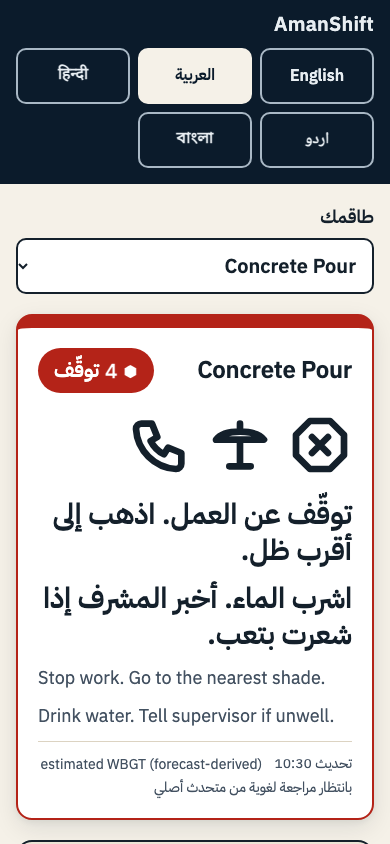 AmanShift
English العربية हिन्दी
اردو বাংলা
طاقمك
Concrete Pour
Concrete Pour 4 توقّف
توقّف عن العمل. اذهب إلى
أقرب ظل.
اشرب الماء. أخبر المشرف إذا
شعرت بتعب.
Stop work. Go to the nearest shade.
Drink water. Tell supervisor if unwell.
تحديث 10:30 estimated WBGT (forecast-derived)
بانتظار مراجعة لغوية من متحدث أصلي